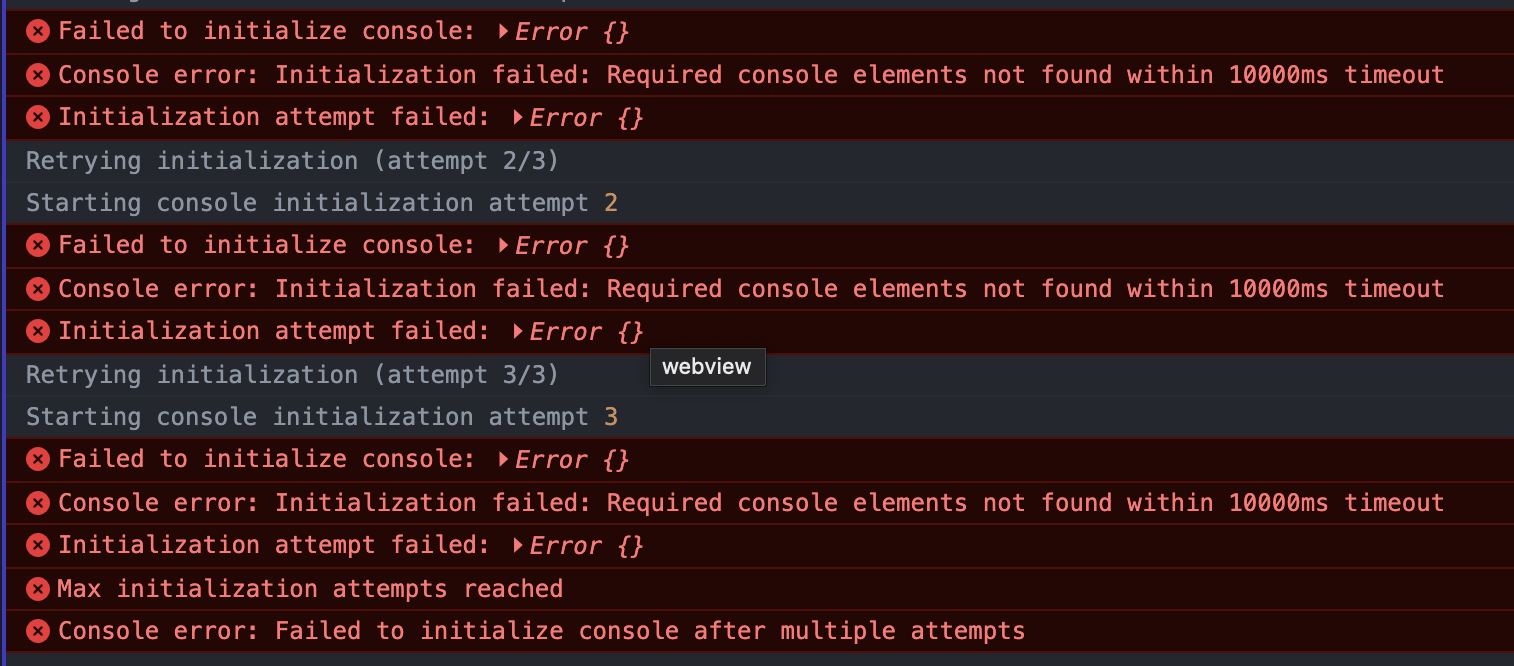 Failed to initialize console: Error {}
Console error: Initialization failed: Required console elements not found within 10000ms timeout
Initialization attempt failed: Error {}
Retrying initialization (attempt 2/3)
Starting console initialization attempt 2
Failed to initialize console: Error {}
Console error: Initialization failed: Required console elements not found within 10000ms timeout
Initialization attempt failed: Error {}
webview
Retrying initialization (attempt 3/3)
Starting console initialization attempt 3
Failed to initialize console: Error {}
Console error: Initialization failed: Required console elements not found within 10000ms timeout
Initialization attempt failed: Error {}
Max initialization attempts reached
Console error: Failed to initialize console after multiple attempts